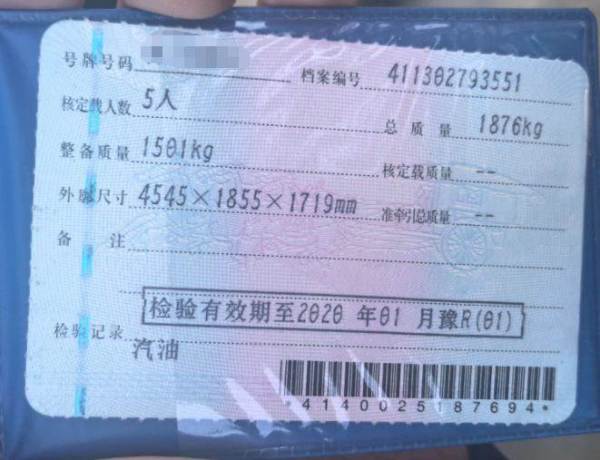 号牌号码
档案编号 411302793551
核定载人数 5人
总质量 1876kg
整备质量 1501kg
核定载质量 --
外廓尺寸 4545×1855×1719mm
准牵引总质量 --
备注
检验有效期至2020 年01 月豫R(01)
检验记录
汽油
*4140025187694*